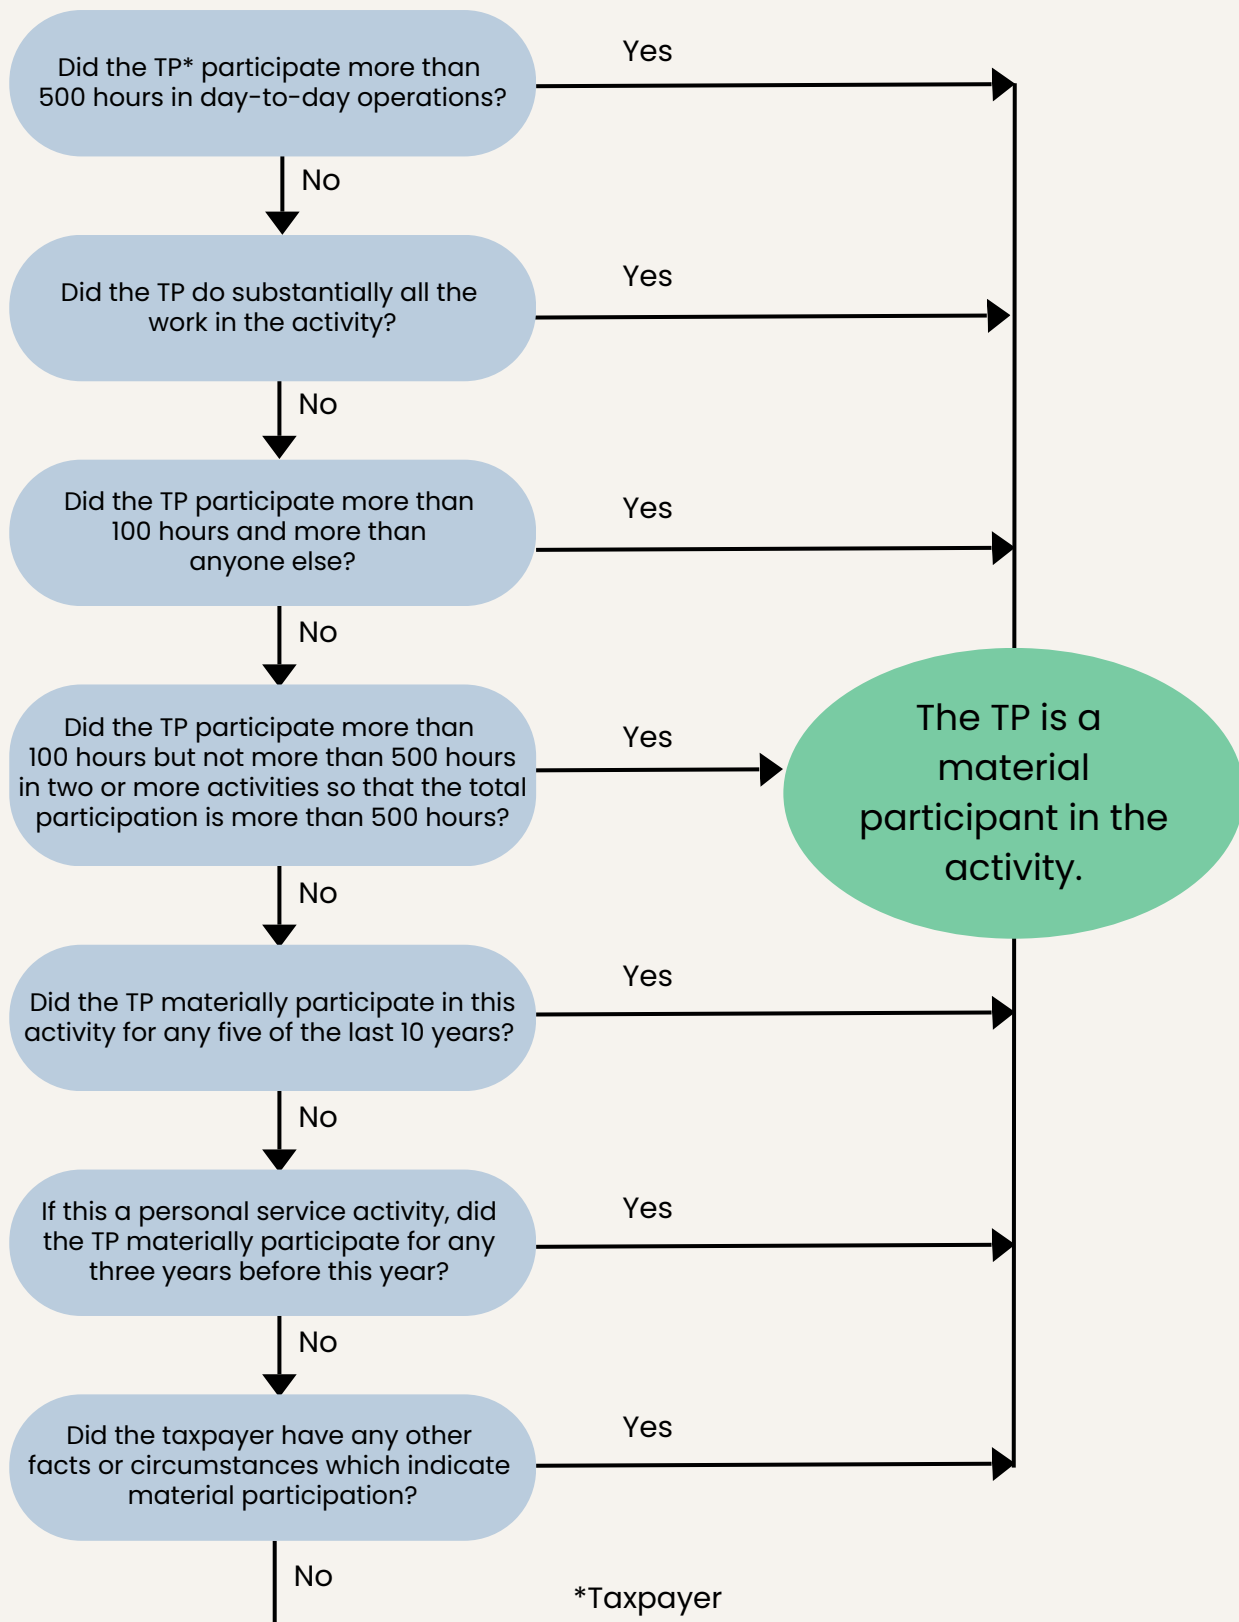 Did the TP* participate more than
500 hours in day-to-day operations?
Yes
No
Did the TP do substantially all the
work in the activity?
Yes
No
Did the TP participate more than
100 hours and more than
anyone else?
Yes
No
Did the TP participate more than
100 hours but not more than 500 hours
in two or more activities so that the total
participation is more than 500 hours?
Yes
The TP is a
material
participant in the
activity.
No
Did the TP materially participate in this
activity for any five of the last 10 years?
Yes
No
If this a personal service activity, did
the TP materially participate for any
three years before this year?
Yes
No
Did the taxpayer have any other
facts or circumstances which indicate
material participation?
Yes
No
*Taxpayer